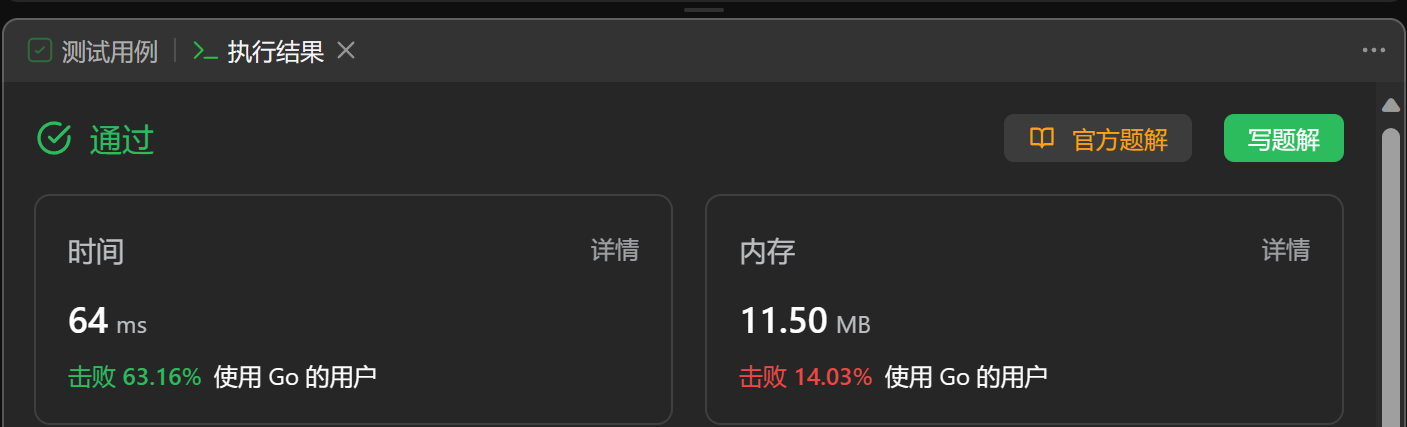 测试用例 执行结果
通过 官方题解 写题解
时间 详情 内存 详情
64 ms 11.50 MB
击败 63.16% 使用 Go 的用户 击败 14.03% 使用 Go 的用户